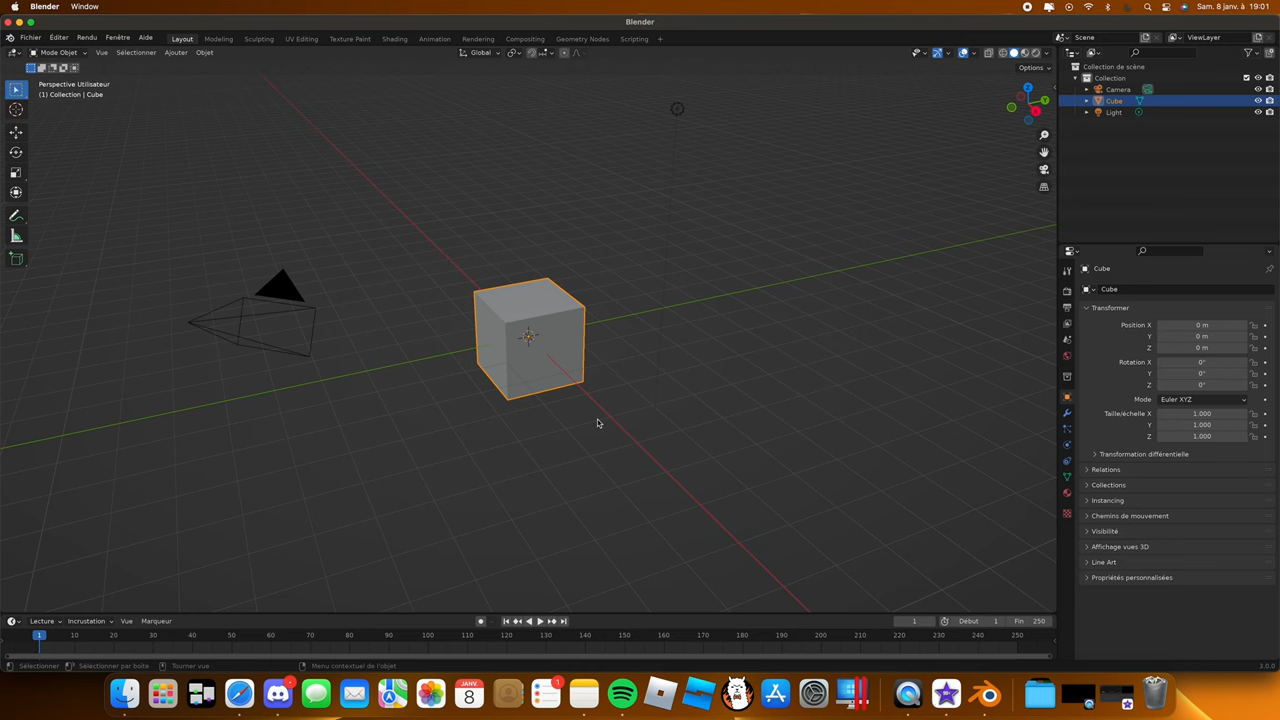 Blender Window Sam. 8 janv. à 19:01
Blender
Fichier Éditer Rendu Fenêtre Aide Layout Modeling Sculpting UV Editing Texture Paint Shading Animation Rendering Compositing Geometry Nodes Scripting + Scene ViewLayer
Mode Objet Vue Sélectionner Ajouter Objet Global
Options
Perspective Utilisateur
(1) Collection | Cube
Z
Y
X
Collection de scène
Collection
Camera
Cube
Light
Cube
Cube
Transformer
Position X 0 m
Y 0 m
Z 0 m
Rotation X 0°
Y 0°
Z 0°
Mode Euler XYZ
Taille/échelle X 1.000
Y 1.000
Z 1.000
Transformation différentielle
Relations
Collections
Instancing
Chemins de mouvement
Visibilité
Affichage vues 3D
Line Art
Propriétés personnalisées
Lecture Incrustation Vue Marqueur 1 Début 1 Fin 250
1 10 20 30 40 50 60 70 80 90 100 110 120 130 140 150 160 170 180 190 200 210 220 230 240 250
Sélectionner Sélectionner par boîte Tourner vue Menu contextuel de l'objet 3.0.0
JANV.
8
1